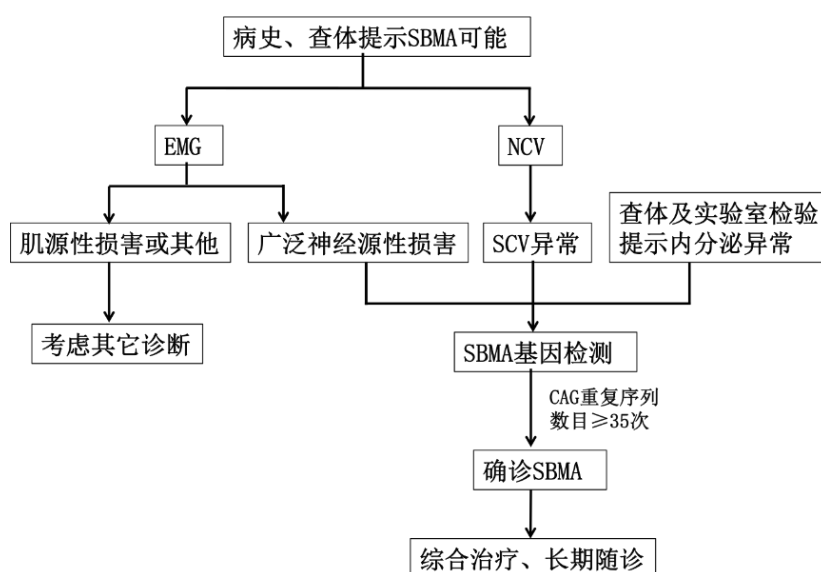 病史、查体提示SBMA可能
EMG
NCV
肌源性损害或其他
广泛神经源性损害
SCV异常
查体及实验室检验
提示内分泌异常
考虑其它诊断
SBMA基因检测
CAG重复序列
数目≥35次
确诊SBMA
综合治疗、长期随诊